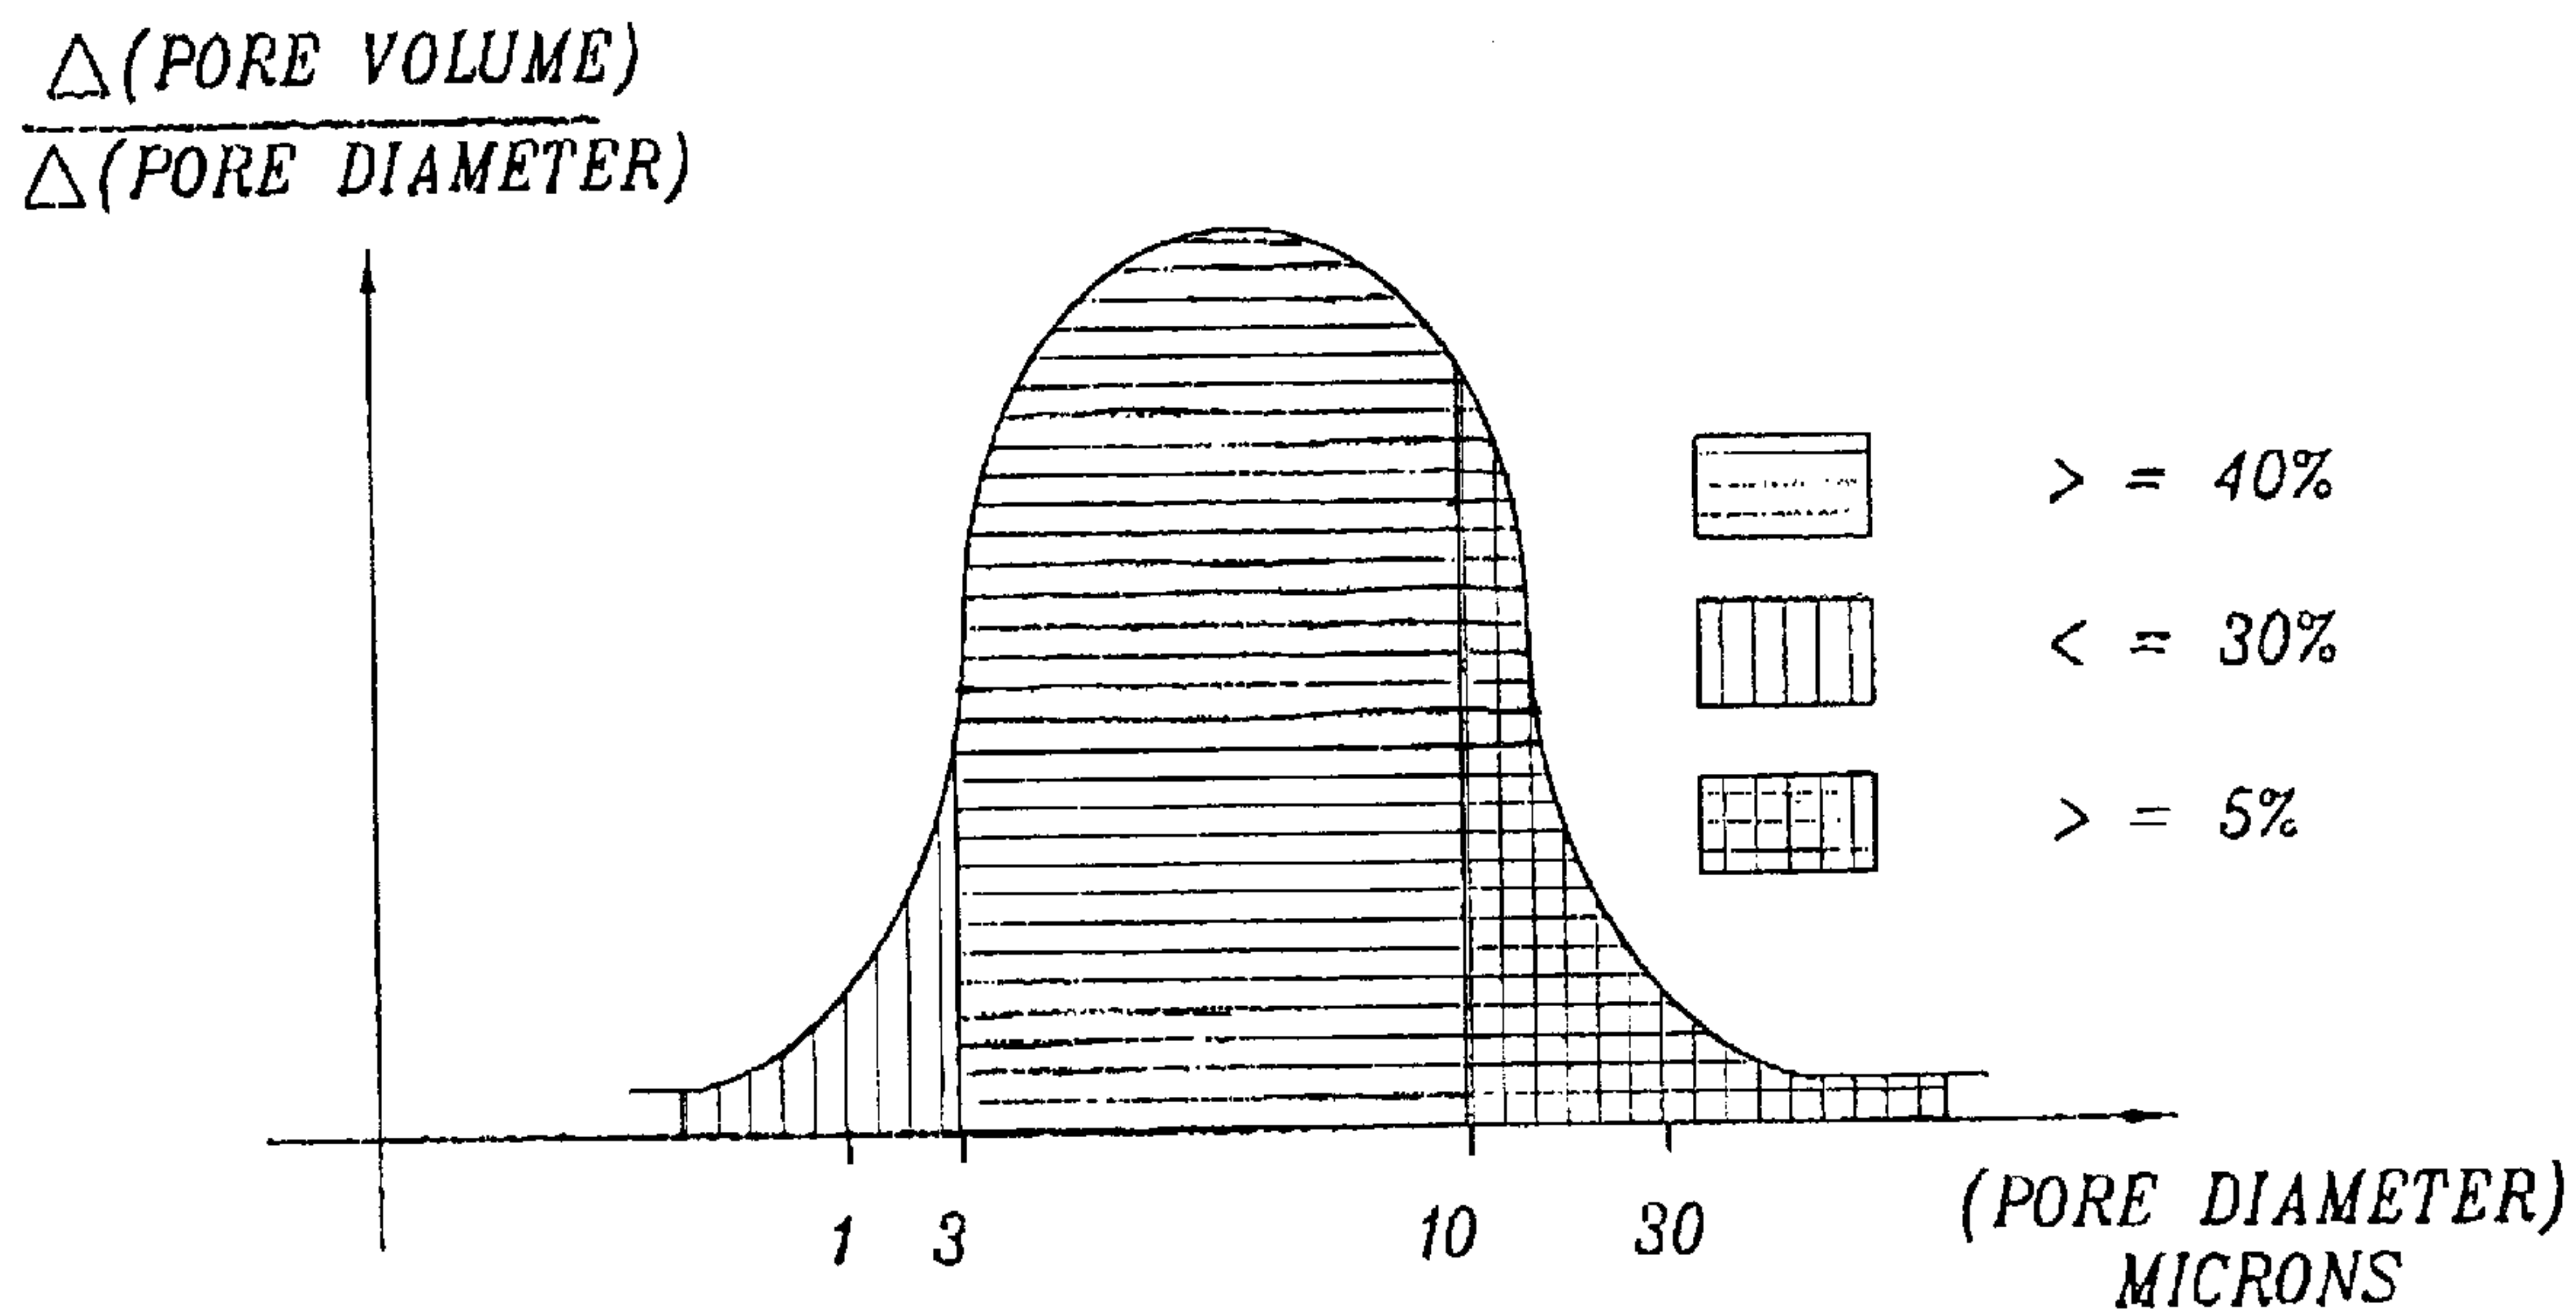 △(PORE VOLUME)
△(PORE DIAMETER)
> = 40%
< = 30%
> = 5%
1 3 10 30
(PORE DIAMETER)
MICRONS